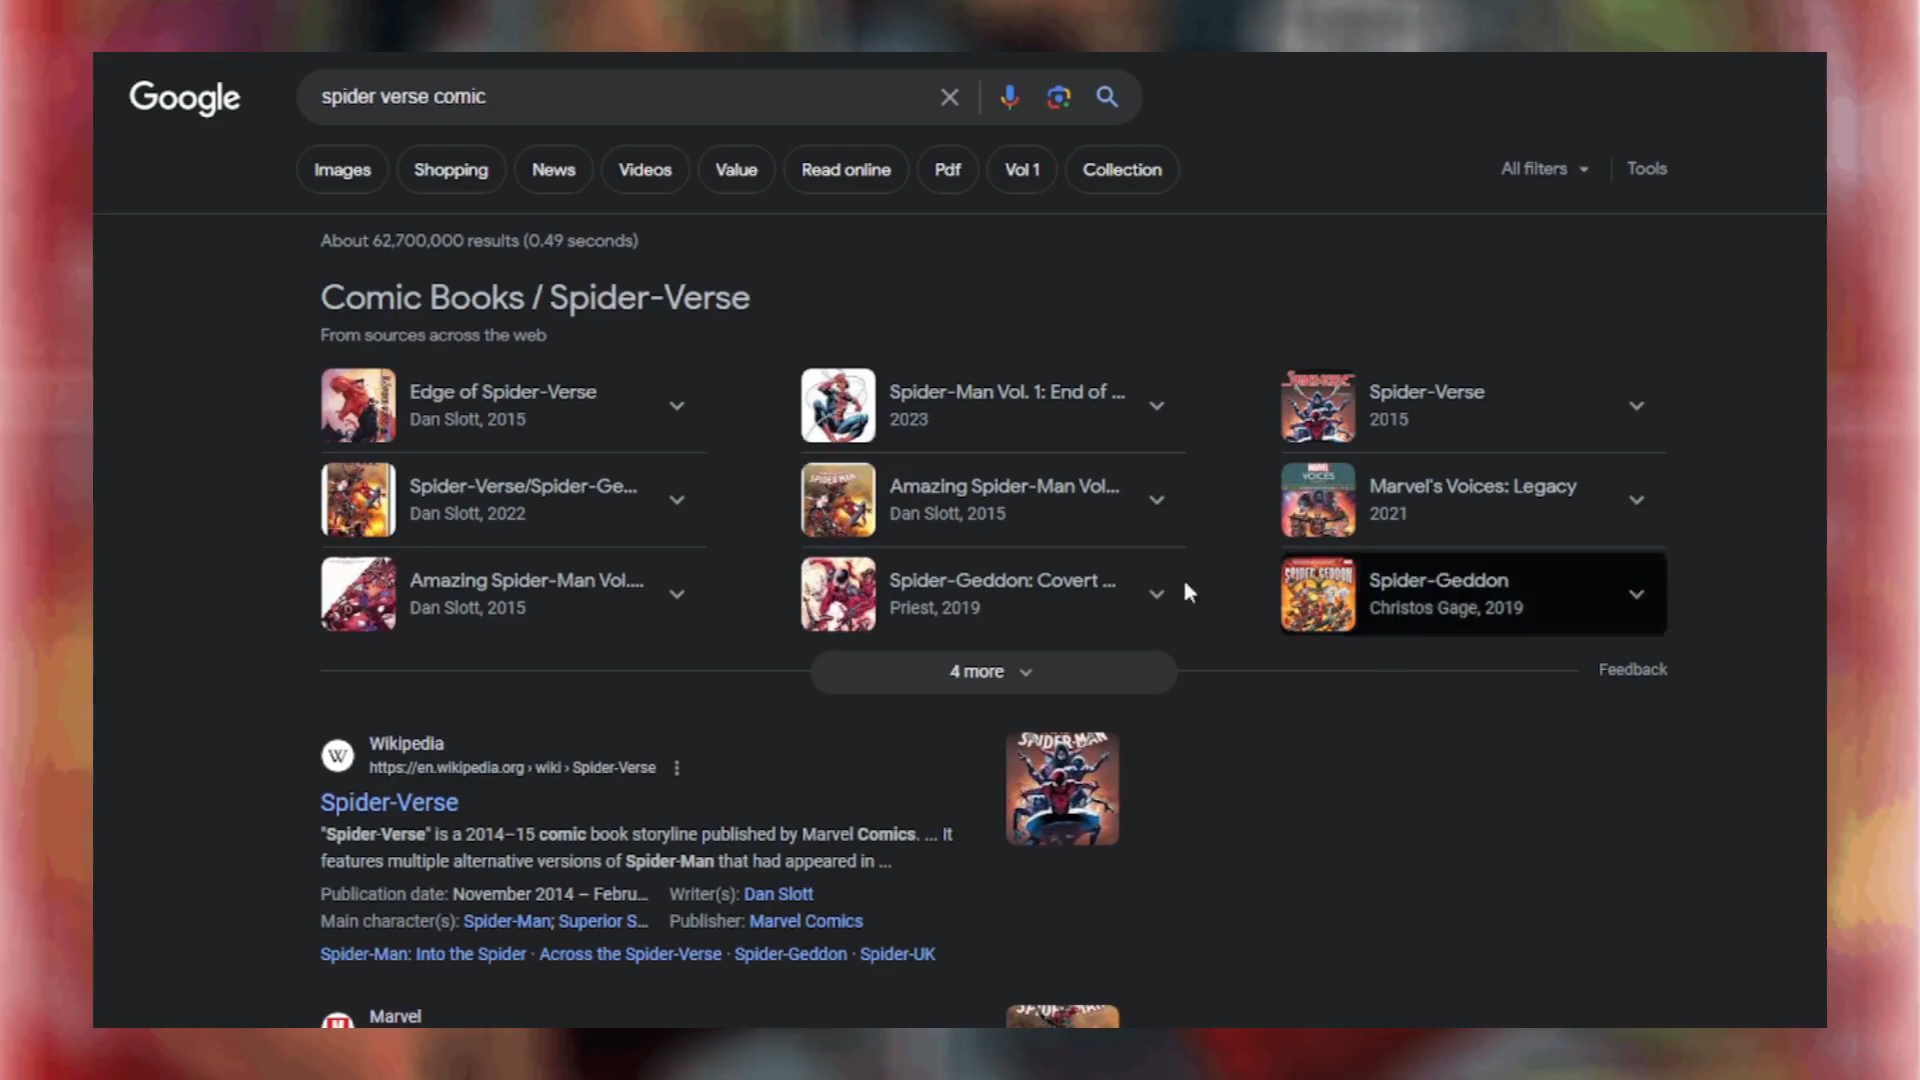 Google
spider verse comic
Images
Shopping
News
Videos
Value
Read online
Pdf
Vol 1
Collection
All filters
Tools
About 62,700,000 results (0.49 seconds)
Comic Books / Spider-Verse
From sources across the web
Edge of Spider-Verse
Dan Slott, 2015
Spider-Man Vol. 1: End of ...
2023
Spider-Verse
2015
Spider-Verse/Spider-Ge...
Dan Slott, 2022
Amazing Spider-Man Vol...
Dan Slott, 2015
MARVEL
VOICES
Marvel's Voices: Legacy
2021
Amazing Spider-Man Vol....
Dan Slott, 2015
Spider-Geddon: Covert ...
Priest, 2019
SPIDER-GEDDON
Spider-Geddon
Christos Gage, 2019
4 more
Feedback
W
Wikipedia
https://en.wikipedia.org › wiki › Spider-Verse
SPIDER-MAN
Spider-Verse
"Spider-Verse" is a 2014–15 comic book storyline published by Marvel Comics. ... It
features multiple alternative versions of Spider-Man that had appeared in ...
Publication date: November 2014 – Febru... Writer(s): Dan Slott
Main character(s): Spider-Man; Superior S... Publisher: Marvel Comics
Spider-Man: Into the Spider · Across the Spider-Verse · Spider-Geddon · Spider-UK
Marvel